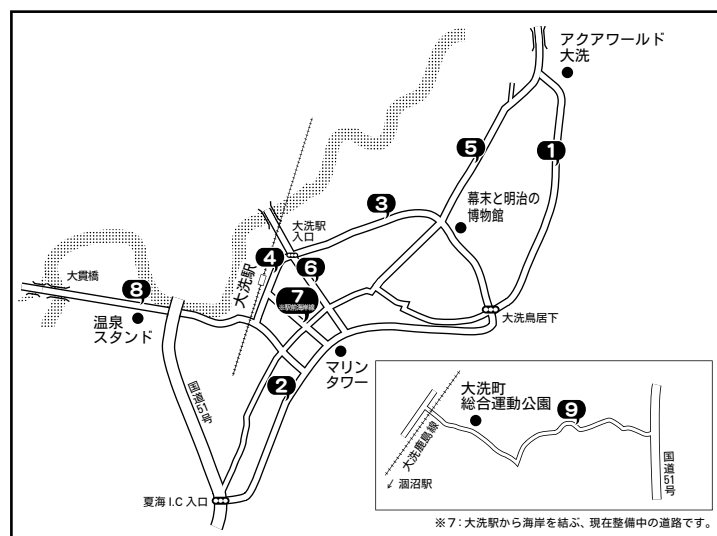 アクアワールド
大洗
5
1
幕末と明治の
博物館
3
大洗駅
入口
4
6
大洗駅
7
※駅前海岸線
大貫橋
8
温泉
スタンド
大洗鳥居下
マリン
タワー
2
国道51号
夏海 I.C 入口
大洗町
総合運動公園
9
大洗鹿島線
涸沼駅
国道51号
※7：大洗駅から海岸を結ぶ、現在整備中の道路です。